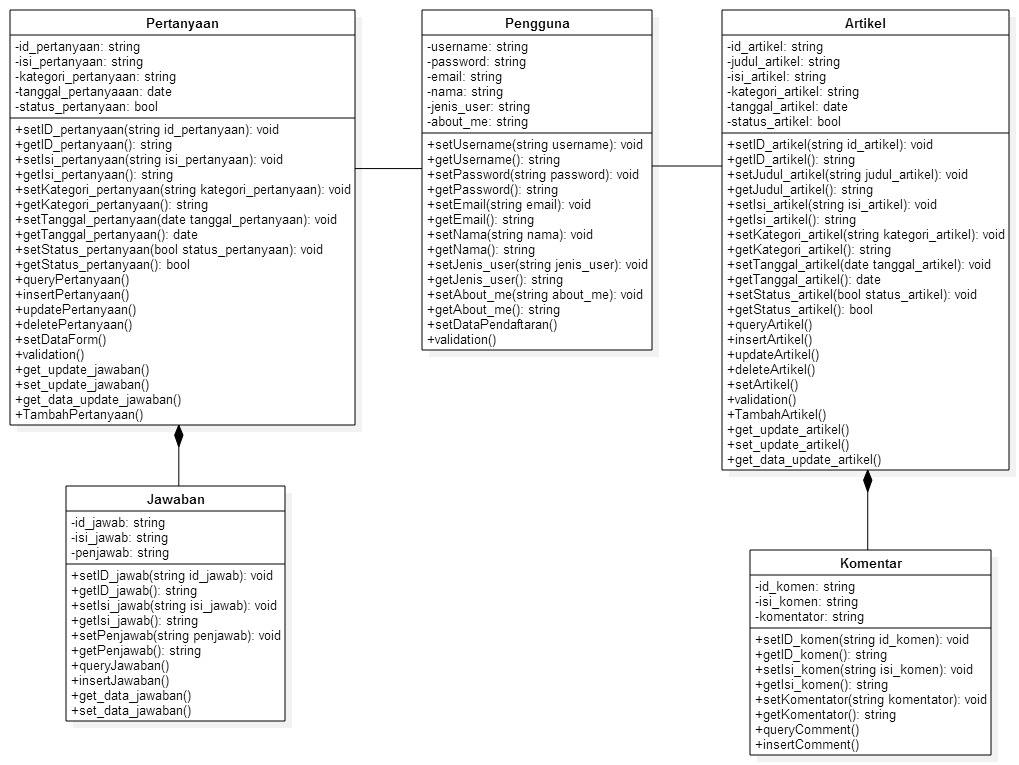 Pertanyaan
-id_pertanyaan: string
-isi_pertanyaan: string
-kategori_pertanyaan: string
-tanggal_pertanyaaan: date
-status_pertanyaan: bool
+setID_pertanyaan(string id_pertanyaan): void
+getID_pertanyaan(): string
+setIsi_pertanyaan(string isi_pertanyaan): void
+getIsi_pertanyaan(): string
+setKategori_pertanyaan(string kategori_pertanyaan): void
+getKategori_pertanyaan(): string
+setTanggal_pertanyaan(date tanggal_pertanyaan): void
+getTanggal_pertanyaan(): date
+setStatus_pertanyaan(bool status_pertanyaan): void
+getStatus_pertanyaan(): bool
+queryPertanyaan()
+insertPertanyaan()
+updatePertanyaan()
+deletePertanyaan()
+setDataForm()
+validation()
+get_update_jawaban()
+set_update_jawaban()
+get_data_update_jawaban()
+TambahPertanyaan()
Pengguna
-username: string
-password: string
-email: string
-nama: string
-jenis_user: string
-about_me: string
+setUsername(string username): void
+getUsername(): string
+setPassword(string password): void
+getPassword(): string
+setEmail(string email): void
+getEmail(): string
+setNama(string nama): void
+getNama(): string
+setJenis_user(string jenis_user): void
+getJenis_user(): string
+setAbout_me(string about_me): void
+getAbout_me(): string
+setDataPendaftaran()
+validation()
Artikel
-id_artikel: string
-judul_artikel: string
-isi_artikel: string
-kategori_artikel: string
-tanggal_artikel: date
-status_artikel: bool
+setID_artikel(string id_artikel): void
+getID_artikel(): string
+setJudul_artikel(string judul_artikel): void
+getJudul_artikel(): string
+setIsi_artikel(string isi_artikel): void
+getIsi_artikel(): string
+setKategori_artikel(string kategori_artikel): void
+getKategori_artikel(): string
+setTanggal_artikel(date tanggal_artikel): void
+getTanggal_artikel(): date
+setStatus_artikel(bool status_artikel): void
+getStatus_artikel(): bool
+queryArtikel()
+insertArtikel()
+updateArtikel()
+deleteArtikel()
+setArtikel()
+validation()
+TambahArtikel()
+get_update_artikel()
+set_update_artikel()
+get_data_update_artikel()
Jawaban
-id_jawab: string
-isi_jawab: string
-penjawab: string
+setID_jawab(string id_jawab): void
+getID_jawab(): string
+setIsi_jawab(string isi_jawab): void
+getIsi_jawab(): string
+setPenjawab(string penjawab): void
+getPenjawab(): string
+queryJawaban()
+insertJawaban()
+get_data_jawaban()
+set_data_jawaban()
Komentar
-id_komen: string
-isi_komen: string
-komentator: string
+setID_komen(string id_komen): void
+getID_komen(): string
+setIsi_komen(string isi_komen): void
+getIsi_komen(): string
+setKomentator(string komentator): void
+getKomentator(): string
+queryComment()
+insertComment()